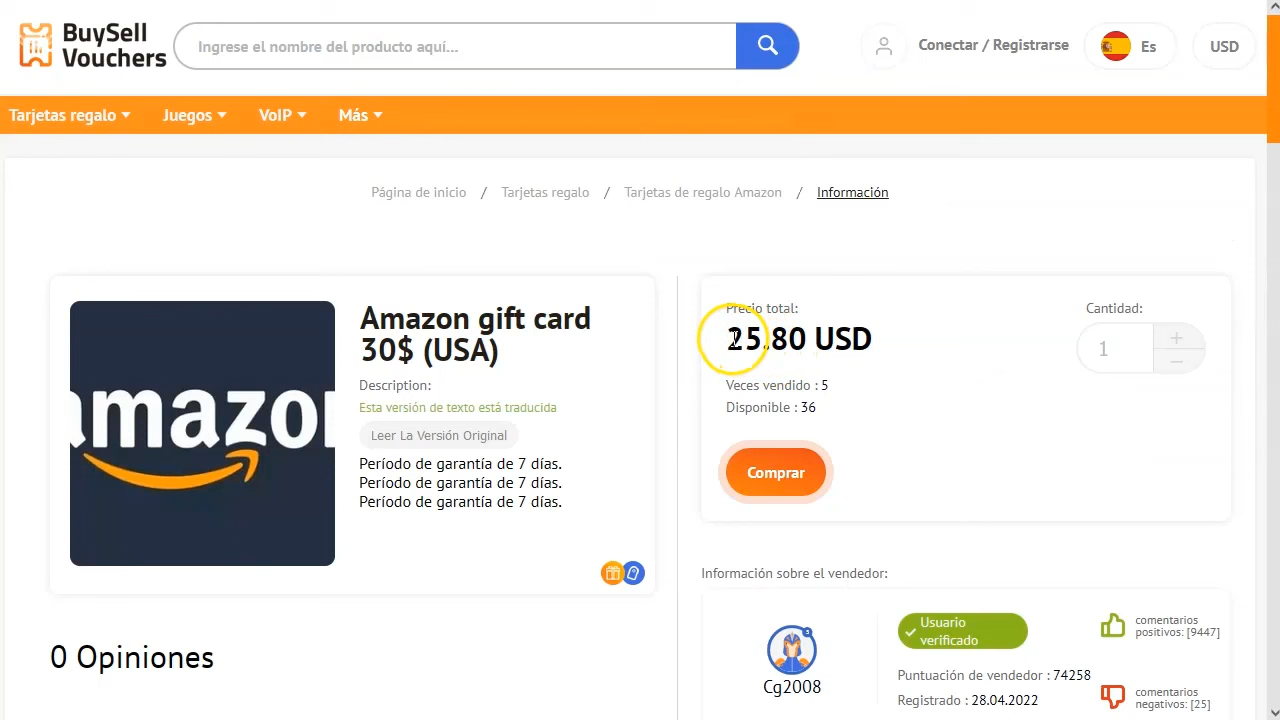 BuySell
Vouchers
Ingrese el nombre del producto aquí...
Conectar / Registrarse
Es
USD
Tarjetas regalo
Juegos
VoIP
Más
Página de inicio / Tarjetas regalo / Tarjetas de regalo Amazon / Información
amazon
Amazon gift card
30$ (USA)
Description:
Esta versión de texto está traducida
Leer La Versión Original
Período de garantía de 7 días.
Período de garantía de 7 días.
Período de garantía de 7 días.
0 Opiniones
Precio total:
25.80 USD
Cantidad:
1
+
−
Veces vendido : 5
Disponible : 36
Comprar
Información sobre el vendedor:
Cg2008
Usuario
verificado
Puntuación de vendedor : 74258
Registrado : 28.04.2022
comentarios
positivos: [9447]
comentarios
negativos: [25]